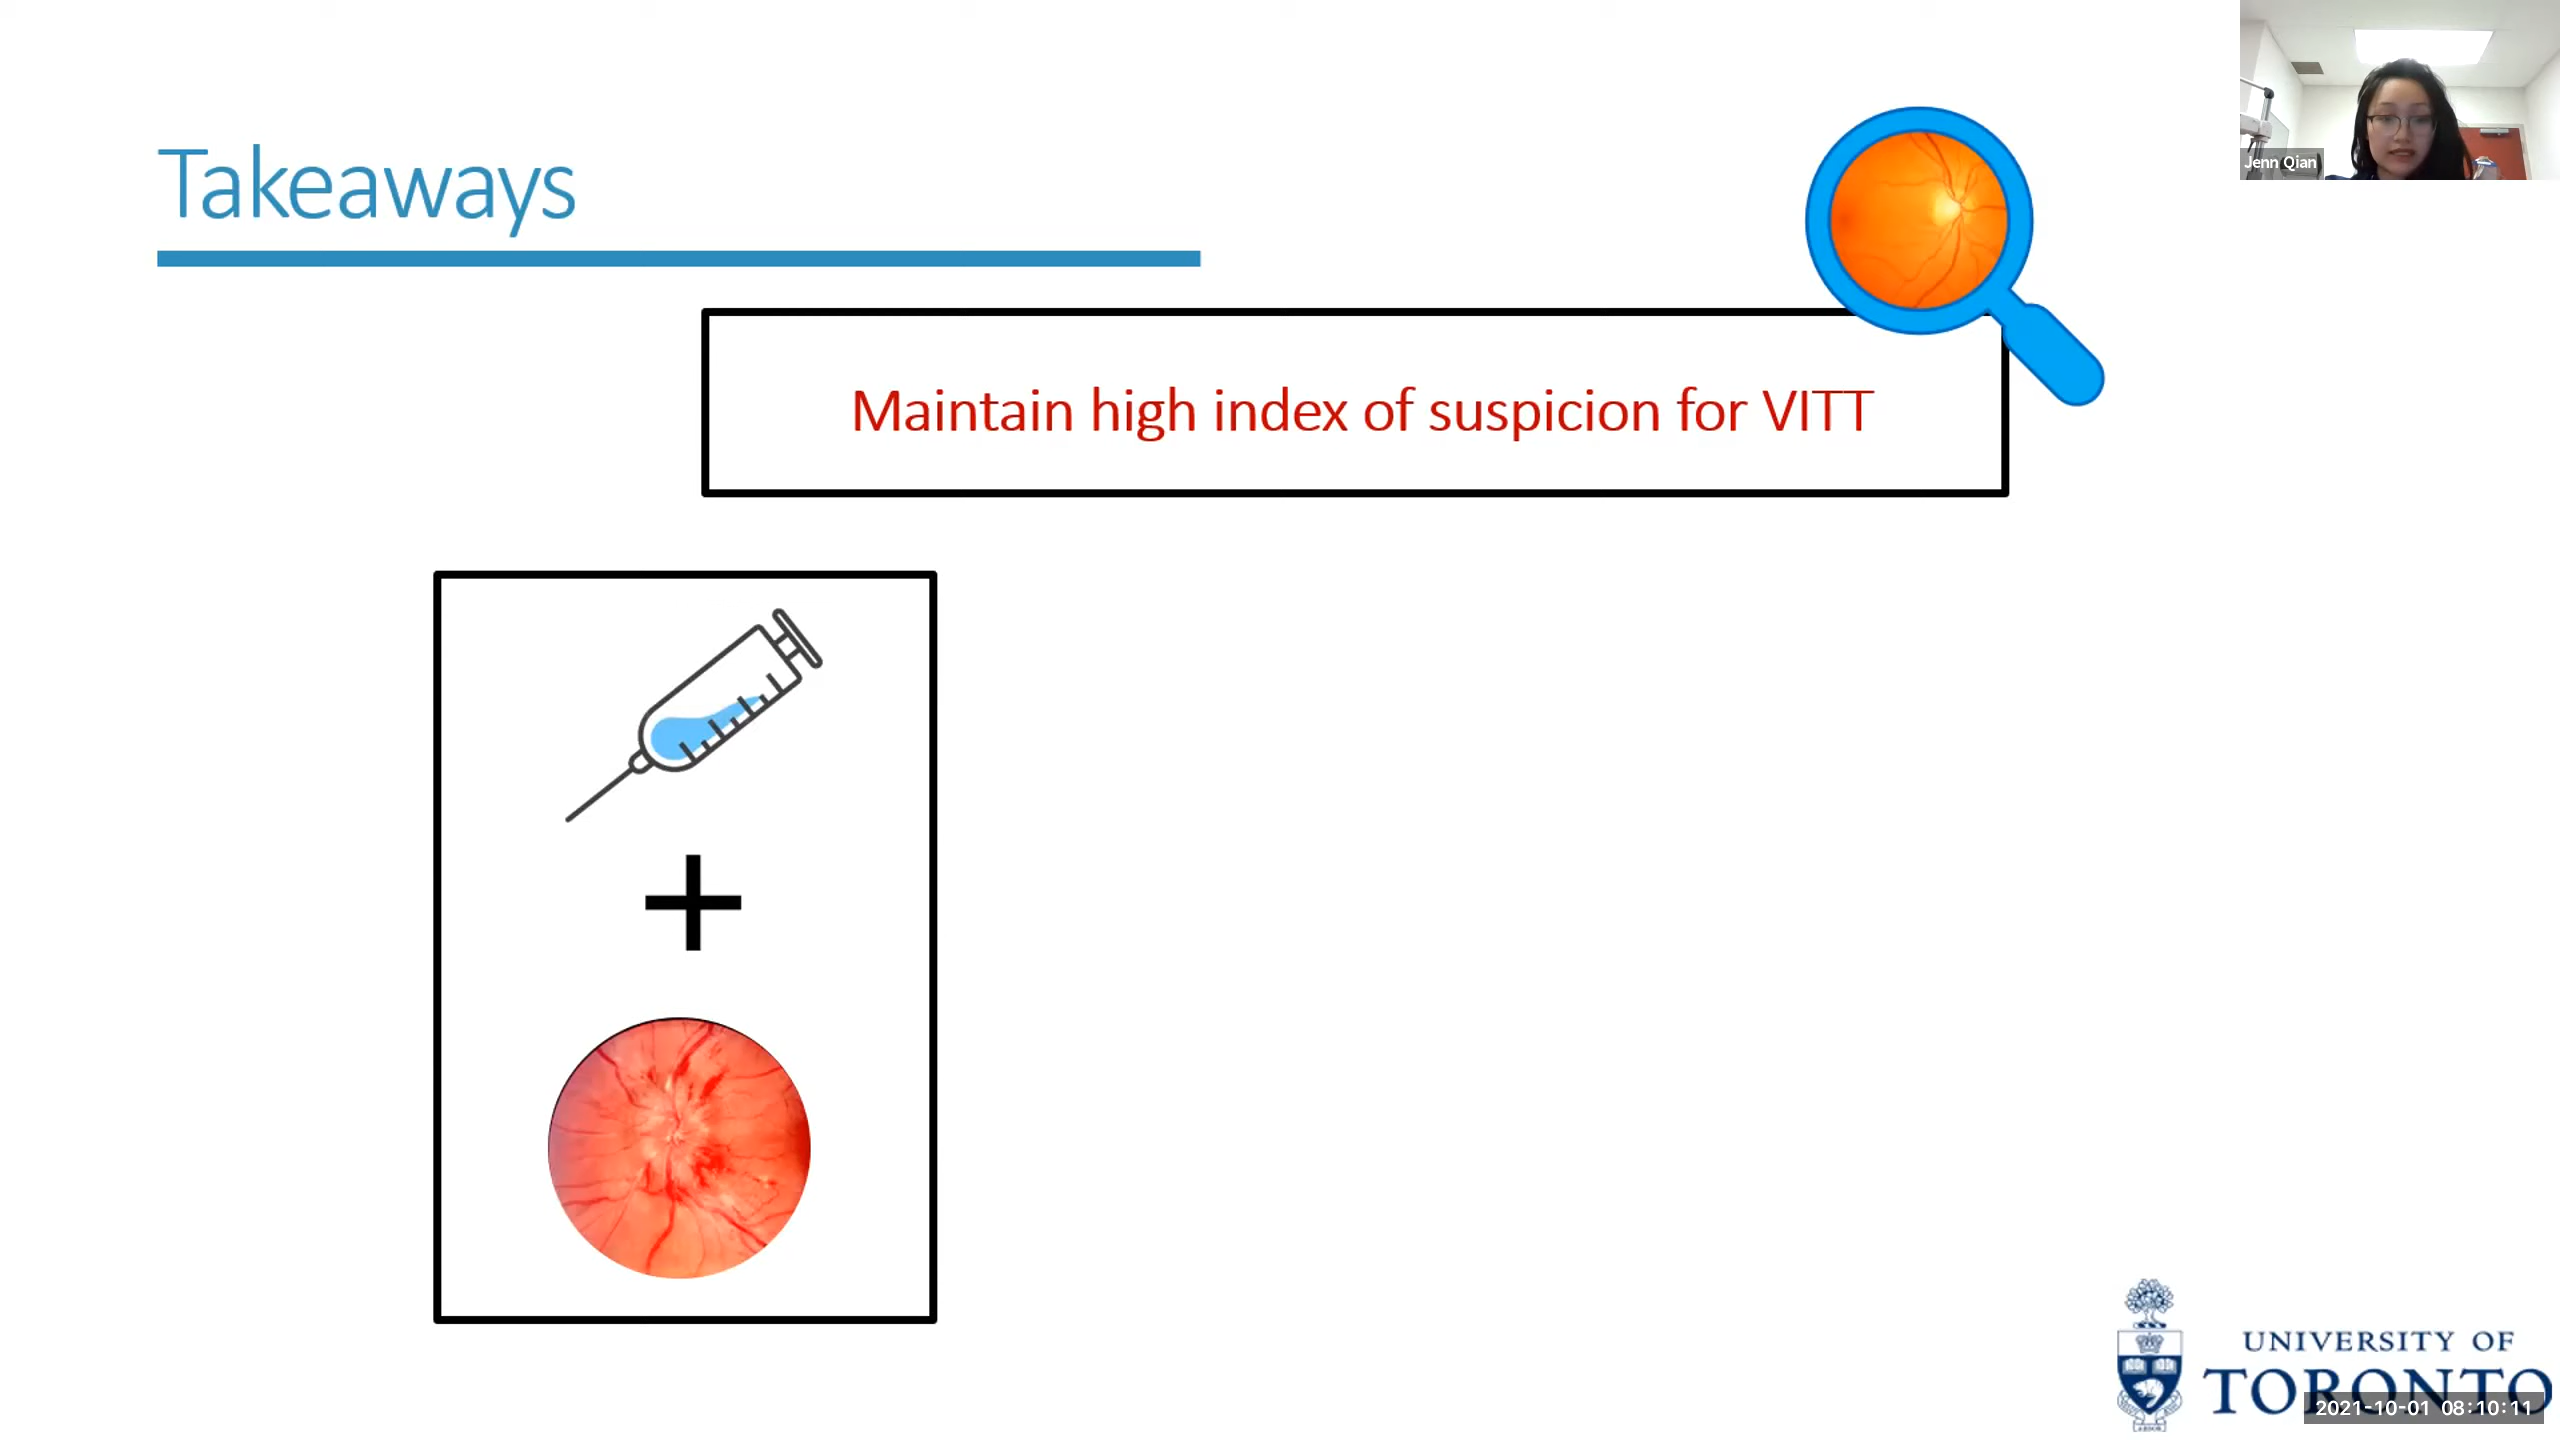 Takeaways
Jenn Qian
Maintain high index of suspicion for VITT
UNIVERSITY OF
TORONTO
2021-10-01 08:10:11